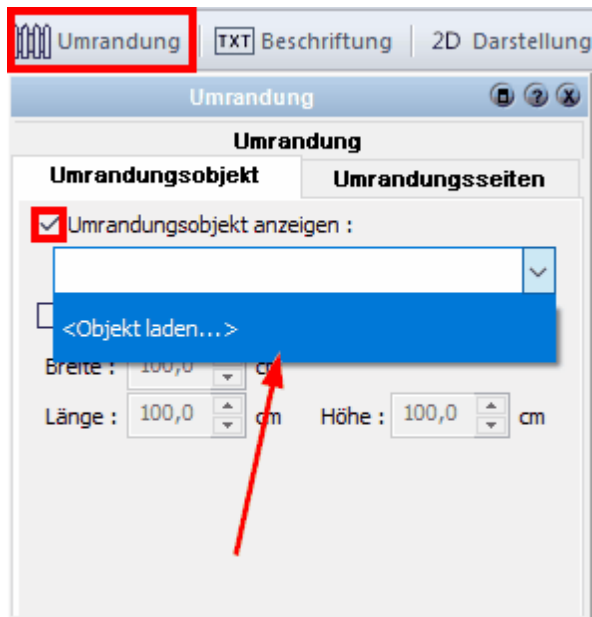 Umrandung TXT Beschriftung 2D Darstellung
Umrandung
Umrandung
Umrandungsobjekt Umrandungsseiten
Umrandungsobjekt anzeigen :
<Objekt laden...>
Breite : 100,0 cm
Länge : 100,0 cm Höhe : 100,0 cm